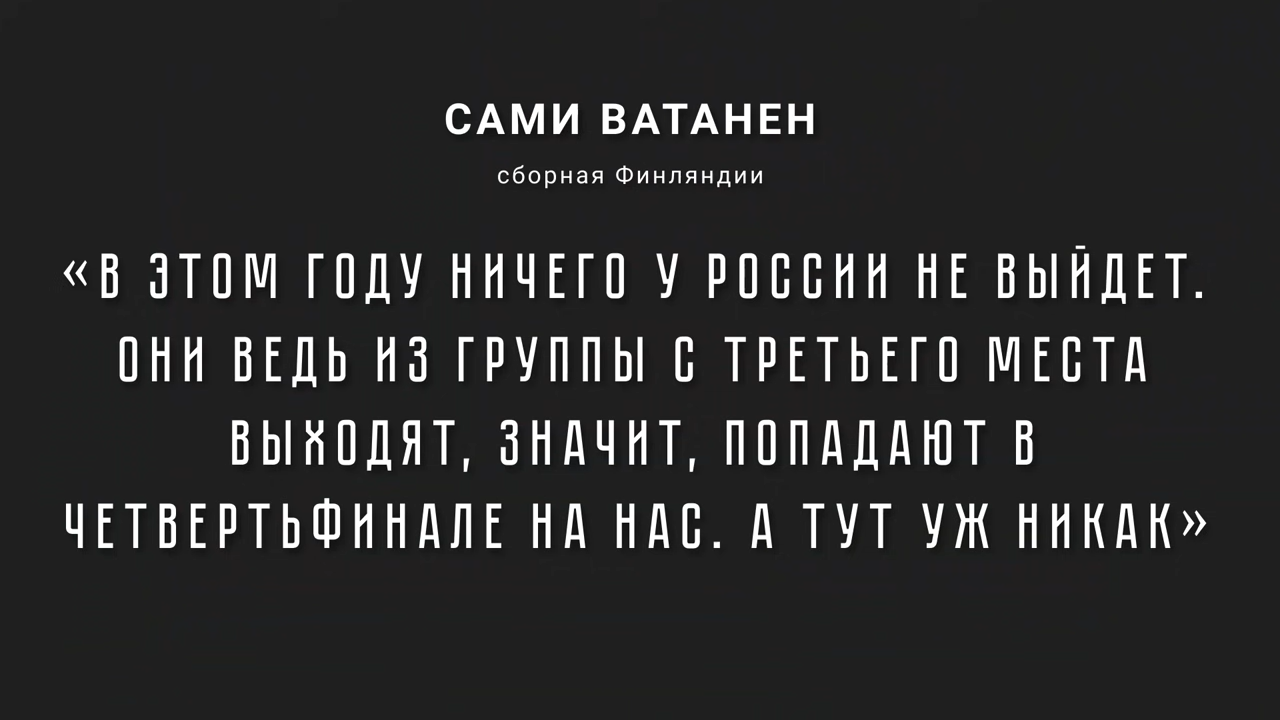 САМИ ВАТАНЕН
сборная Финляндии
«В ЭТОМ ГОДУ НИЧЕГО У РОССИИ НЕ ВЫЙДЕТ.
ОНИ ВЕДЬ ИЗ ГРУППЫ С ТРЕТЬЕГО МЕСТА
ВЫХОДЯТ, ЗНАЧИТ, ПОПАДАЮТ В
ЧЕТВЕРТЬФИНАЛЕ НА НАС. А ТУТ УЖ НИКАК»